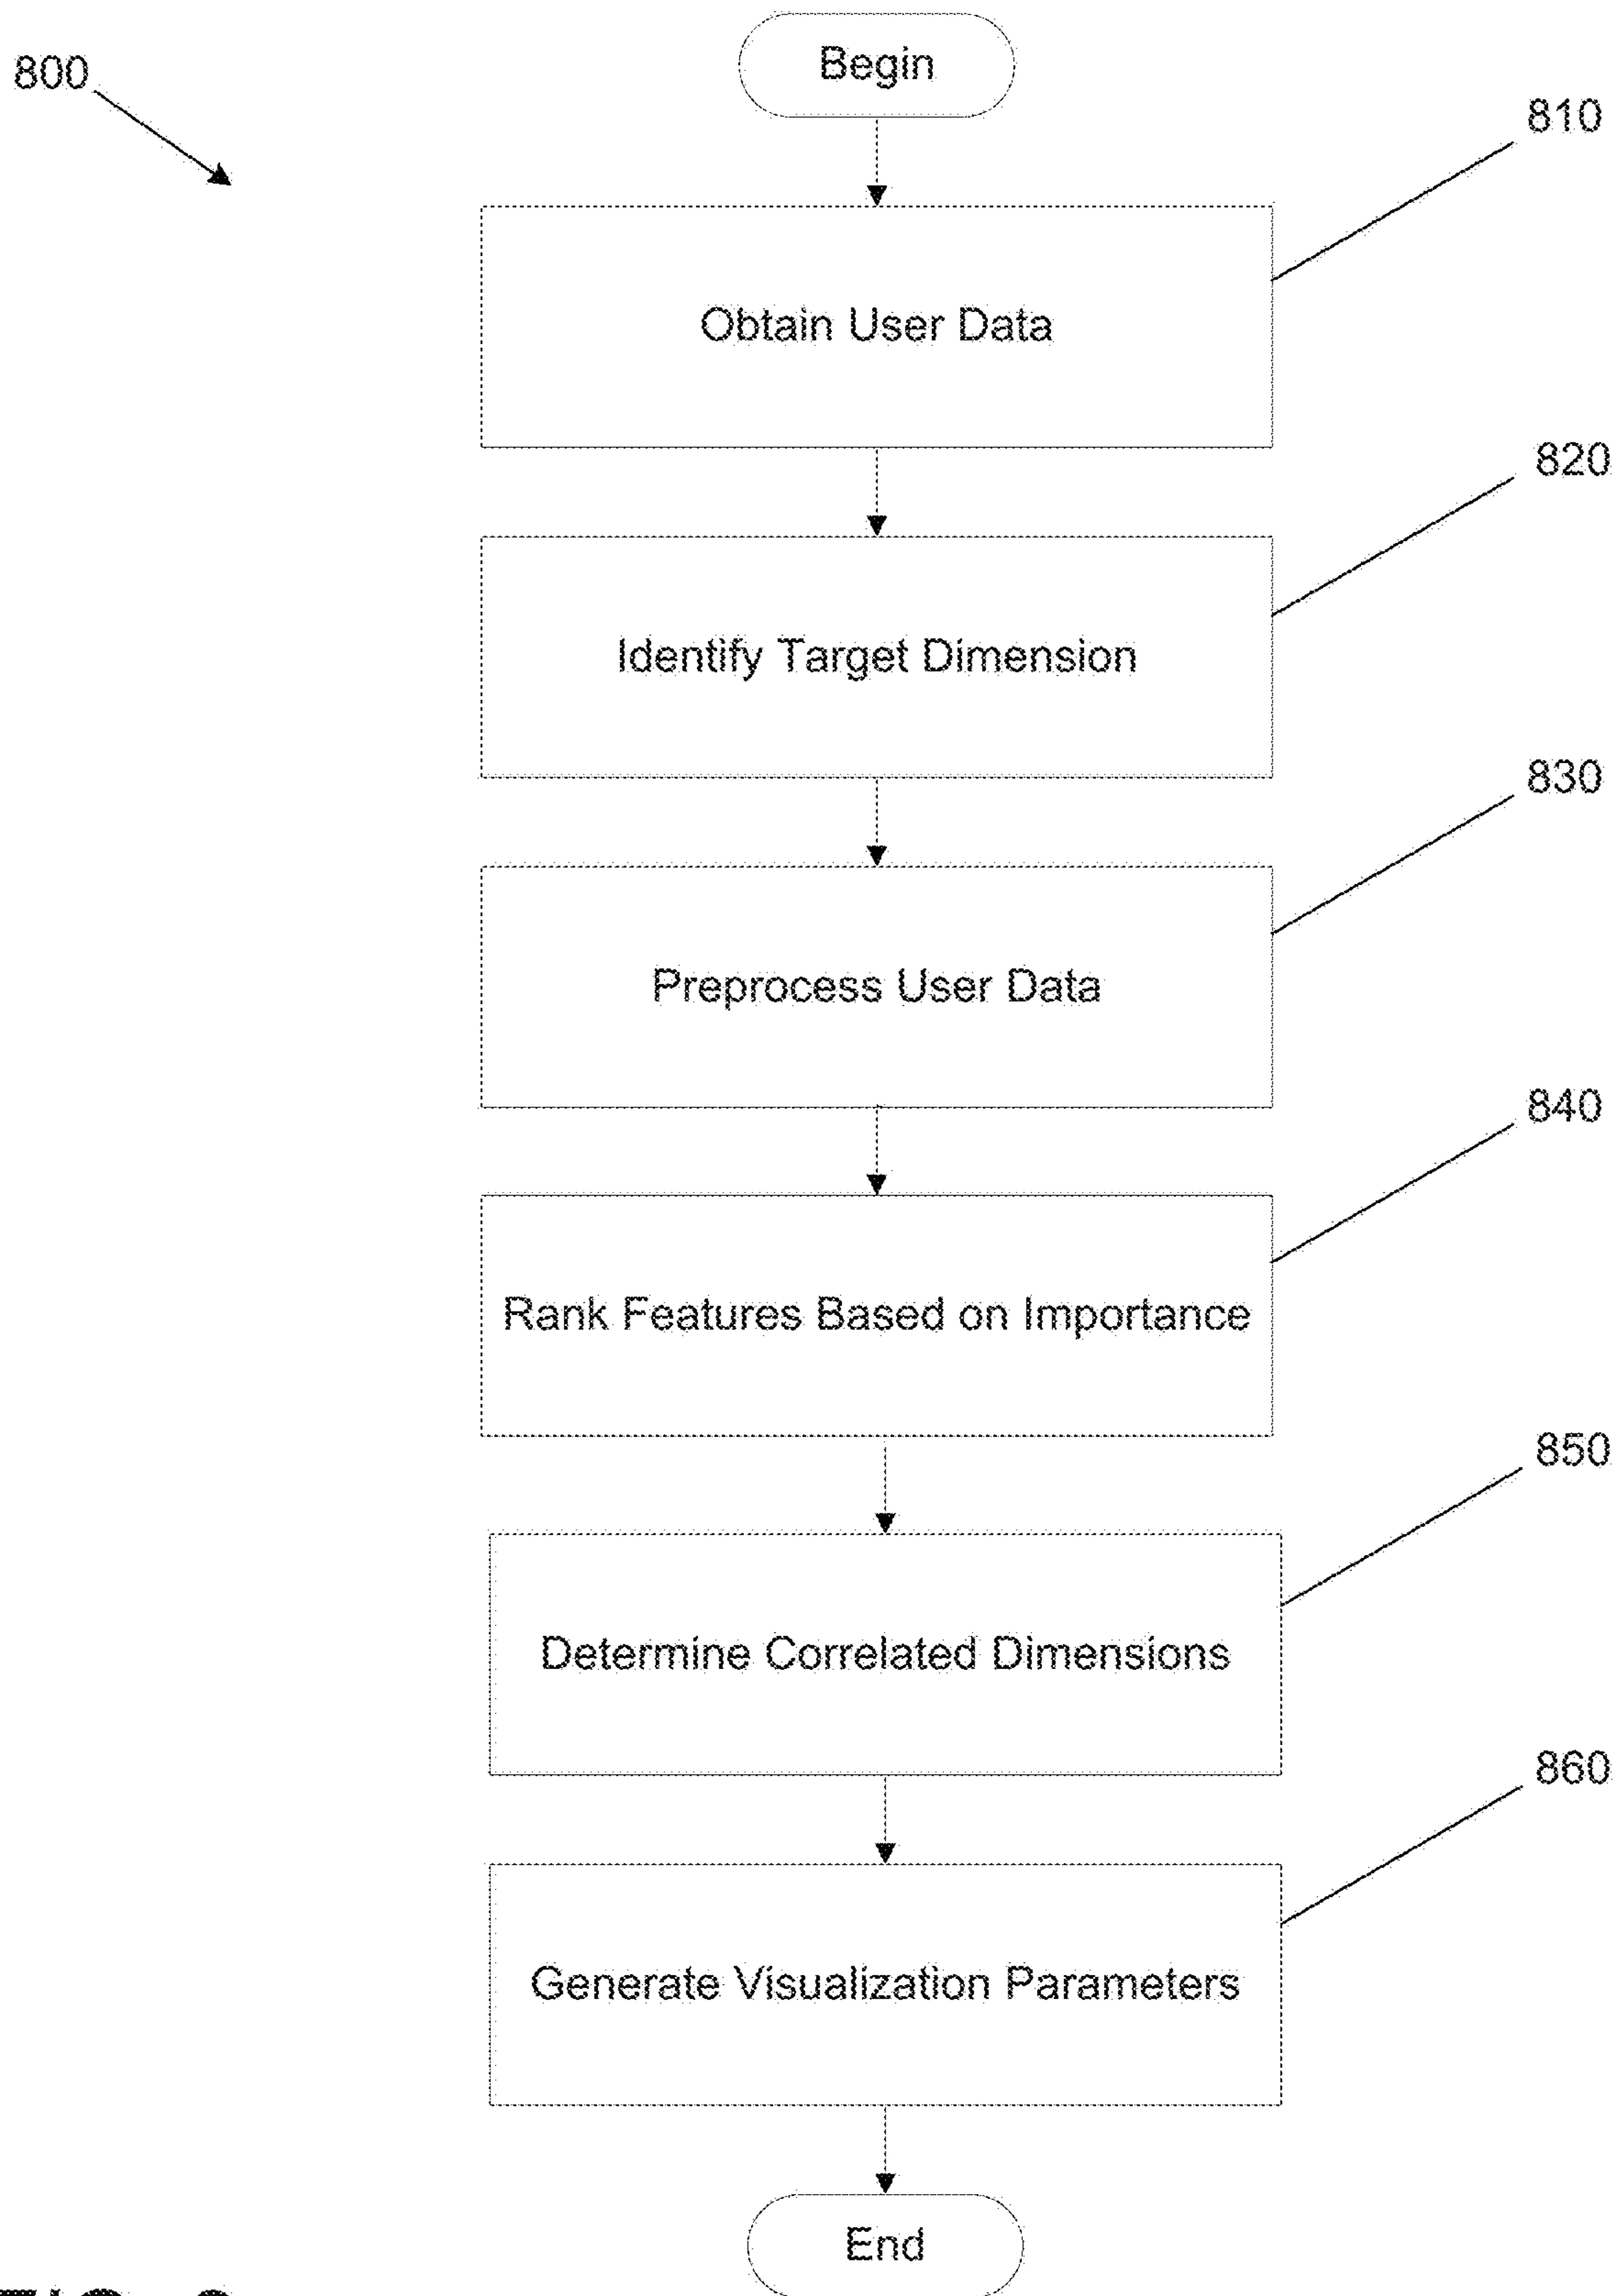 Begin
800
810
Obtain User Data
820
Identify Target Dimension
830
Preprocess User Data
840
Rank Features Based on Importance
850
Determine Correlated Dimensions
860
Generate Visualization Parameters
End